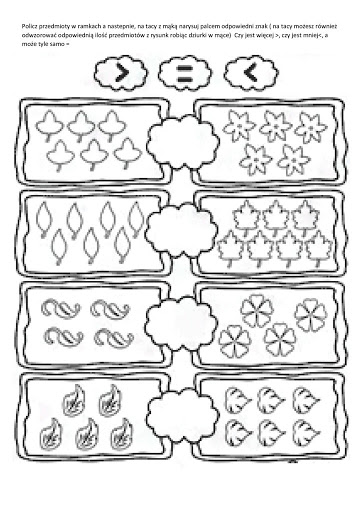 Policz przedmioty w ramkach a nastepnie, na tacy z mąką narysuj palcem odpowiedni znak ( na tacy możesz również
odwzorować odpowiednią ilość przedmiotów z rysunk robiąc dziurki w mące) Czy jest więcej >, czy jest mniej<, a
może tyle samo =
> = <